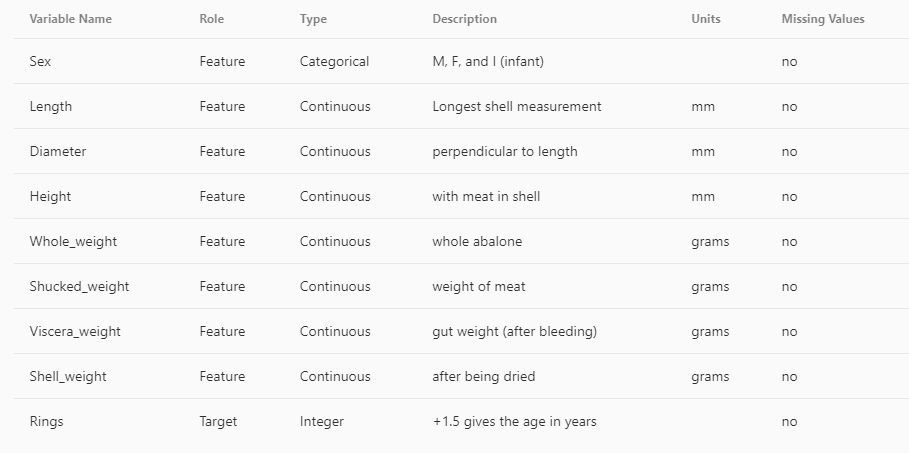 Variable Name Role Type Description Units Missing Values
Sex Feature Categorical M, F, and I (infant) no
Length Feature Continuous Longest shell measurement mm no
Diameter Feature Continuous perpendicular to length mm no
Height Feature Continuous with meat in shell mm no
Whole_weight Feature Continuous whole abalone grams no
Shucked_weight Feature Continuous weight of meat grams no
Viscera_weight Feature Continuous gut weight (after bleeding) grams no
Shell_weight Feature Continuous after being dried grams no
Rings Target Integer +1.5 gives the age in years no